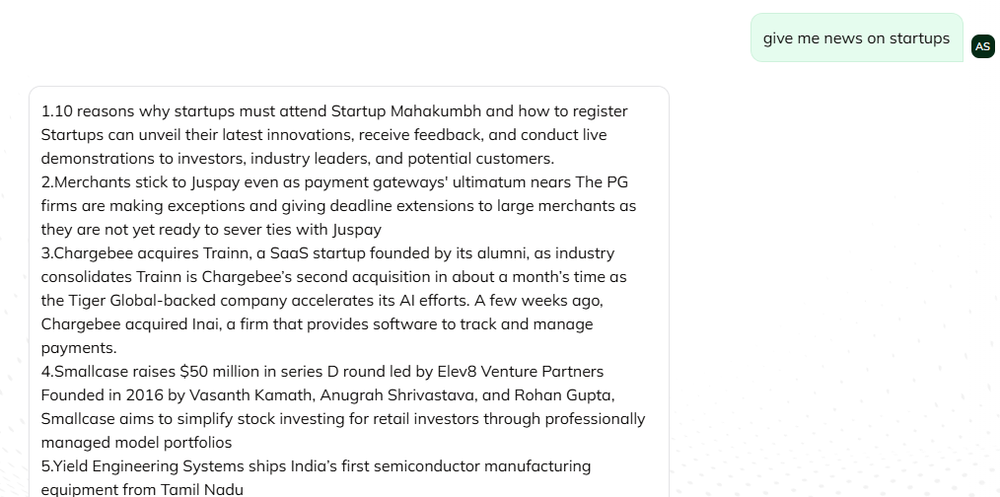 give me news on startups
AS
1.10 reasons why startups must attend Startup Mahakumbh and how to register
Startups can unveil their latest innovations, receive feedback, and conduct live
demonstrations to investors, industry leaders, and potential customers.
2.Merchants stick to Juspay even as payment gateways' ultimatum nears The PG
firms are making exceptions and giving deadline extensions to large merchants as
they are not yet ready to sever ties with Juspay
3.Chargebee acquires Trainn, a SaaS startup founded by its alumni, as industry
consolidates Trainn is Chargebee’s second acquisition in about a month’s time as
the Tiger Global-backed company accelerates its AI efforts. A few weeks ago,
Chargebee acquired Inai, a firm that provides software to track and manage
payments.
4.Smallcase raises $50 million in series D round led by Elev8 Venture Partners
Founded in 2016 by Vasanth Kamath, Anugrah Shrivastava, and Rohan Gupta,
Smallcase aims to simplify stock investing for retail investors through professionally
managed model portfolios
5.Yield Engineering Systems ships India’s first semiconductor manufacturing
equipment from Tamil Nadu